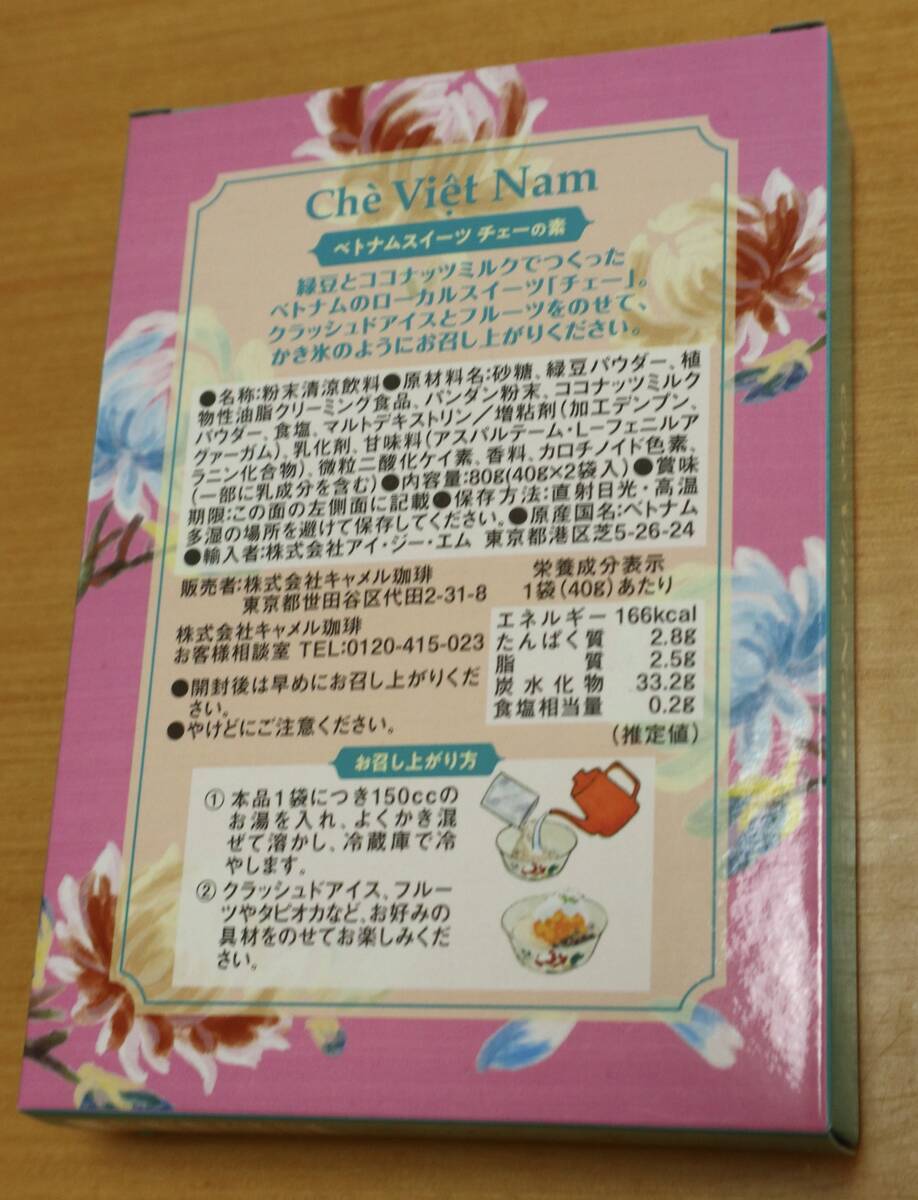 Chè Việt Nam
ベトナムスイーツ チェーの素
緑豆とココナッツミルクでつくった
ベトナムのローカルスイーツ「チェー」。
クラッシュドアイスとフルーツをのせて、
かき氷のようにお召し上がりください。
●名称:粉末清涼飲料●原材料名:砂糖、緑豆パウダー、植
物性油脂クリーミング食品、パンダン粉末、ココナッツミルク
パウダー、食塩、マルトデキストリン/増粘剤(加工デンプン、
グァーガム)、乳化剤、甘味料(アスパルテーム・L-フェニルア
ラニン化合物)、微粒二酸化ケイ素、香料、カロチノイド色素、
(一部に乳成分を含む)●内容量:80g(40g×2袋入)●賞味
期限:この面の左側面に記載●保存方法:直射日光・高温
多湿の場所を避けて保存してください。●原産国名:ベトナム
●輸入者:株式会社アイ・ジー・エム 東京都港区芝5-26-24
販売者:株式会社キャメル珈琲
東京都世田谷区代田2-31-8
株式会社キャメル珈琲
お客様相談室 TEL:0120-415-023
●開封後は早めにお召し上がりくだ
さい。
●やけどにご注意ください。
栄養成分表示
1袋(40g)あたり
エネルギー 166kcal
たんぱく質 2.8g
脂質 2.5g
炭水化物 33.2g
食塩相当量 0.2g
(推定値)
お召し上がり方
① 本品1袋につき150ccの
お湯を入れ、よくかき混
ぜて溶かし、冷蔵庫で冷
やします。
② クラッシュドアイス、フルー
ツやタピオカなど、お好みの
具材をのせてお楽しみくだ
さい。